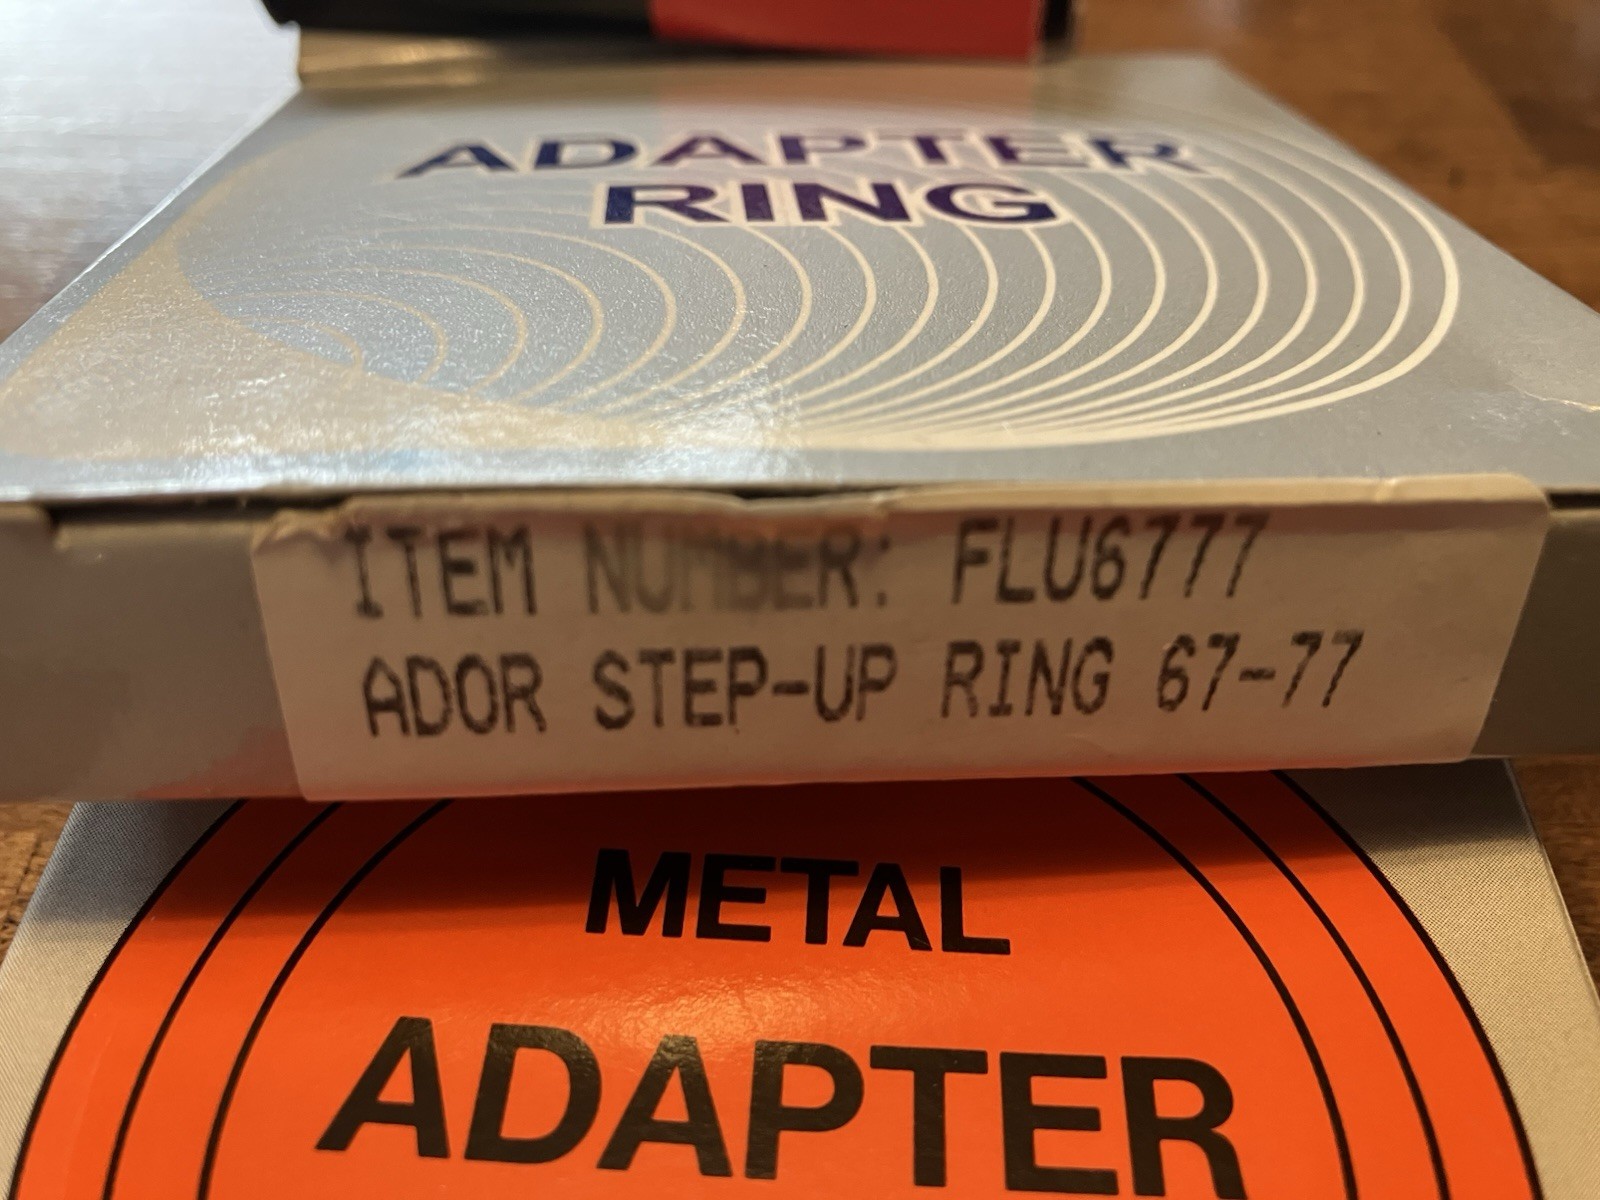 ADAPTER
RING
ITEM NUMBER: FLU6777
ADOR STEP-UP RING 67-77
METAL
ADAPTER